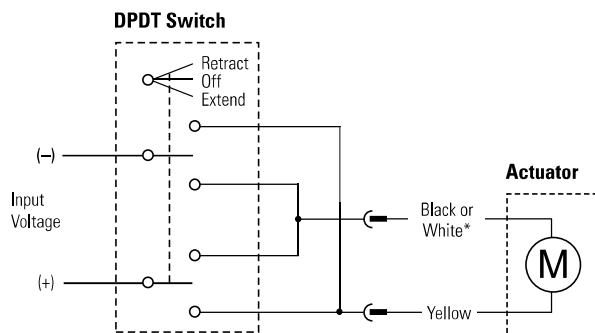 DPDT Switch
Retract
Off
Extend
(–)
Input
Voltage
(+)
Black or
White*
Yellow
Actuator
M